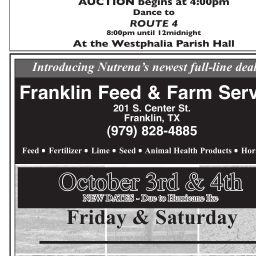 AUCTION begins at 4:00pm
Dance to
ROUTE 4
8:00pm until 12midnight
At the Westphalia Parish Hall
Introducing Nutrena's newest full-line deal
Franklin Feed & Farm Serv
201 S. Center St.
Franklin, TX
(979) 828-4885
Feed • Fertilizer • Lime • Seed • Animal Health Products • Hor
October 3rd & 4th
NEW DATES - Due to Hurricane Ike
Friday & Saturday